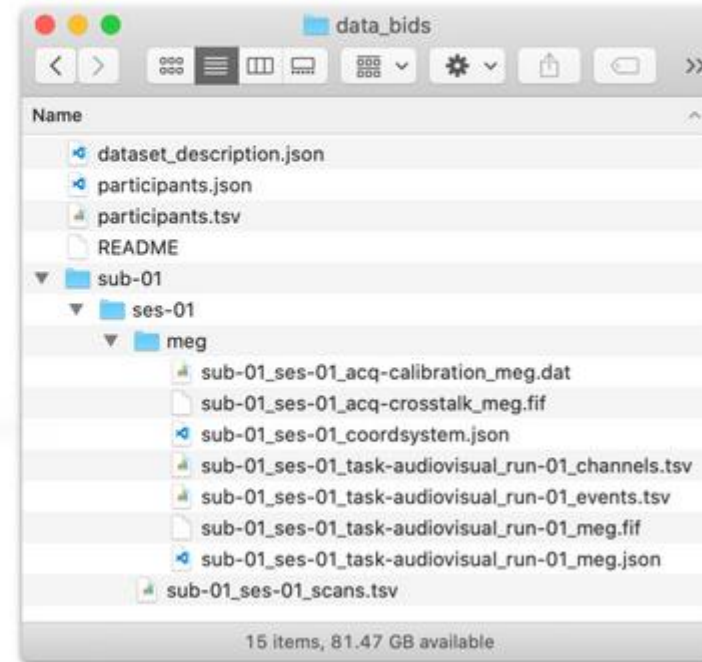 data_bids
Name
dataset_description.json
participants.json
participants.tsv
README
sub-01
ses-01
meg
sub-01_ses-01_acq-calibration_meg.dat
sub-01_ses-01_acq-crosstalk_meg.fif
sub-01_ses-01_coordsystem.json
sub-01_ses-01_task-audiovisual_run-01_channels.tsv
sub-01_ses-01_task-audiovisual_run-01_events.tsv
sub-01_ses-01_task-audiovisual_run-01_meg.fif
sub-01_ses-01_task-audiovisual_run-01_meg.json
sub-01_ses-01_scans.tsv
15 items, 81.47 GB available